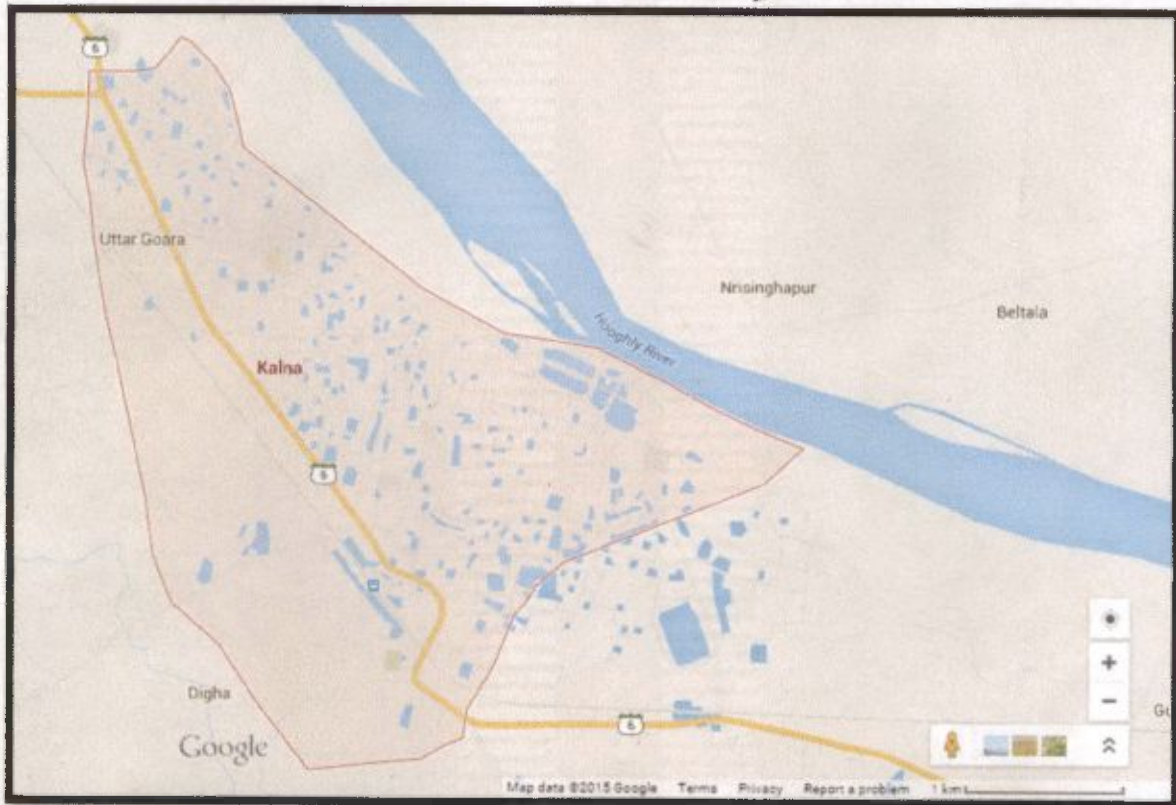 6
Uttar Goara
Nrisinghapur
Beltala
Hooghly River
Kalna
6
Digha
6
Google
Map data ©2015 Google Terms Privacy Report a problem 1 km